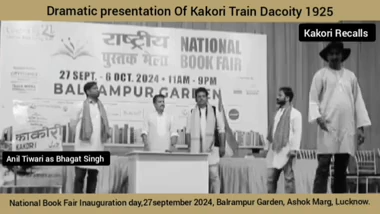 Dramatic presentation Of Kakori Train Dacoity 1925
Kakori Recalls
राष्ट्रीय
पुस्तक मेला
NATIONAL
BOOK FAIR
27 SEPT. - 6 OCT. 2024 • 11AM - 9PM
BALRAMPUR GARDEN
काकोरी
Anil Tiwari as Bhagat Singh
National Book Fair Inauguration day,27september 2024, Balrampur Garden, Ashok Marg, Lucknow.